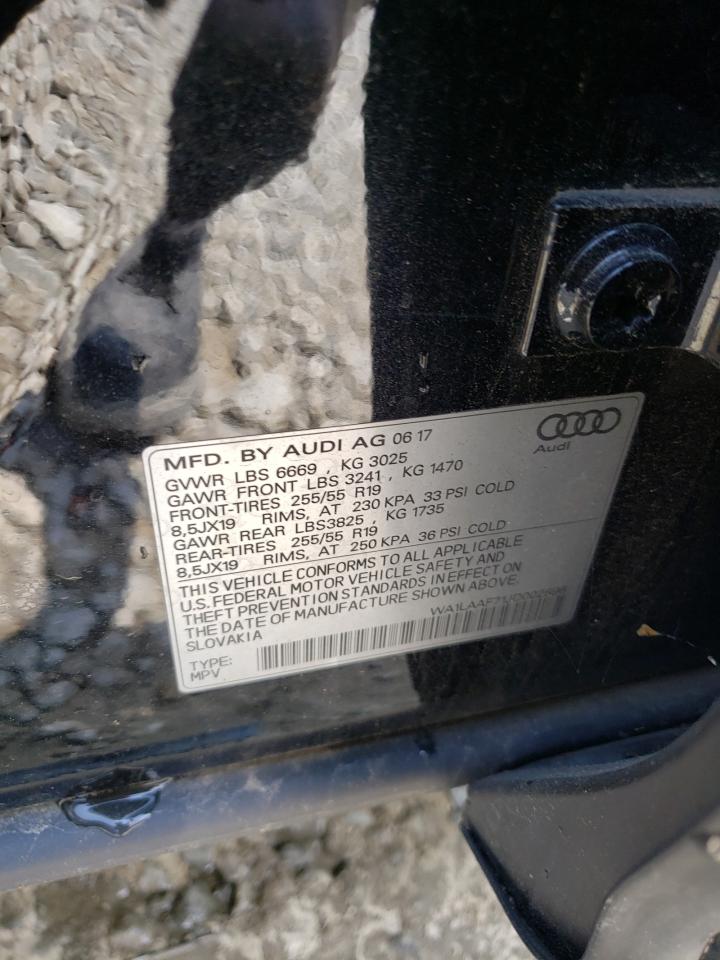 MFD. BY AUDI AG 06 17
Audi
GVWR LBS 6669 , KG 3025
GAWR FRONT LBS 3241 , KG 1470
FRONT-TIRES 255/55 R19
8,5JX19 RIMS, AT 230 KPA 33 PSI COLD
GAWR REAR LBS3825 , KG 1735
REAR-TIRES 255/55 R19
8,5JX19 RIMS, AT 250 KPA 36 PSI COLD
THIS VEHICLE CONFORMS TO ALL APPLICABLE
U.S. FEDERAL MOTOR VEHICLE SAFETY AND
THEFT PREVENTION STANDARDS IN EFFECT ON
THE DATE OF MANUFACTURE SHOWN ABOVE.
SLOVAKIA
TYPE:
MPV